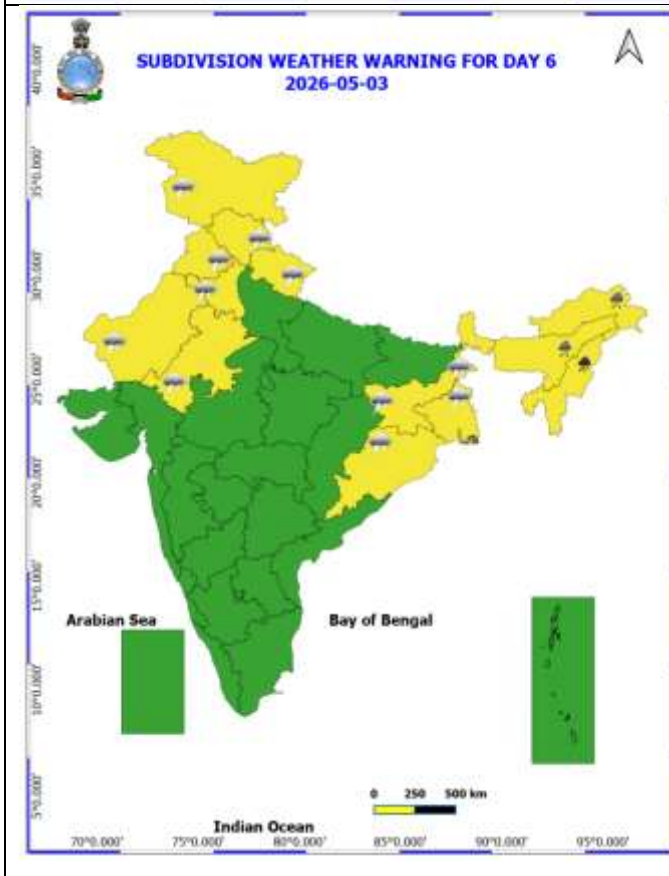 SUBDIVISION WEATHER WARNING FOR DAY 6
2026-05-03
40°0.000'
35°0.000'
30°0.000'
25°0.000'
20°0.000'
15°0.000'
10°0.000'
5°0.000'
Arabian Sea
Bay of Bengal
0 250 500 km
Indian Ocean
70°0.000' 75°0.000' 80°0.000' 85°0.000' 90°0.000' 95°0.000'